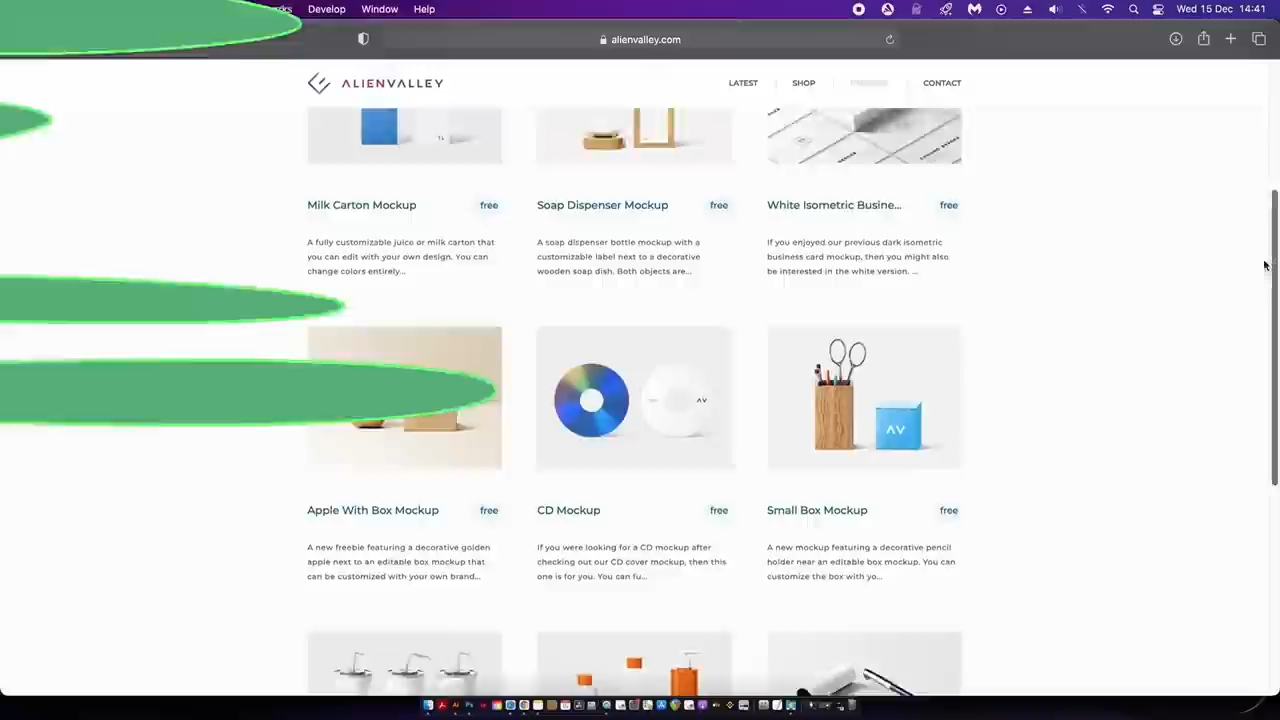 Develop Window Help Wed 15 Dec 14:41
alienvalley.com
ALIENVALLEY LATEST SHOP CONTACT
Milk Carton Mockup free
A fully customizable juice or milk carton that
you can edit with your own design. You can
change colors entirely...
Soap Dispenser Mockup free
A soap dispenser bottle mockup with a
customizable label next to a decorative
wooden soap dish. Both objects are...
White Isometric Busine... free
If you enjoyed our previous dark isometric
business card mockup, then you might also
be interested in the white version. ...
AV
AV
Apple With Box Mockup free
A new freebie featuring a decorative golden
apple next to an editable box mockup that
can be customized with your own brand...
CD Mockup free
If you were looking for a CD mockup after
checking out our CD cover mockup, then this
one is for you. You can fu...
Small Box Mockup free
A new mockup featuring a decorative pencil
holder near an editable box mockup. You can
customize the box with yo...